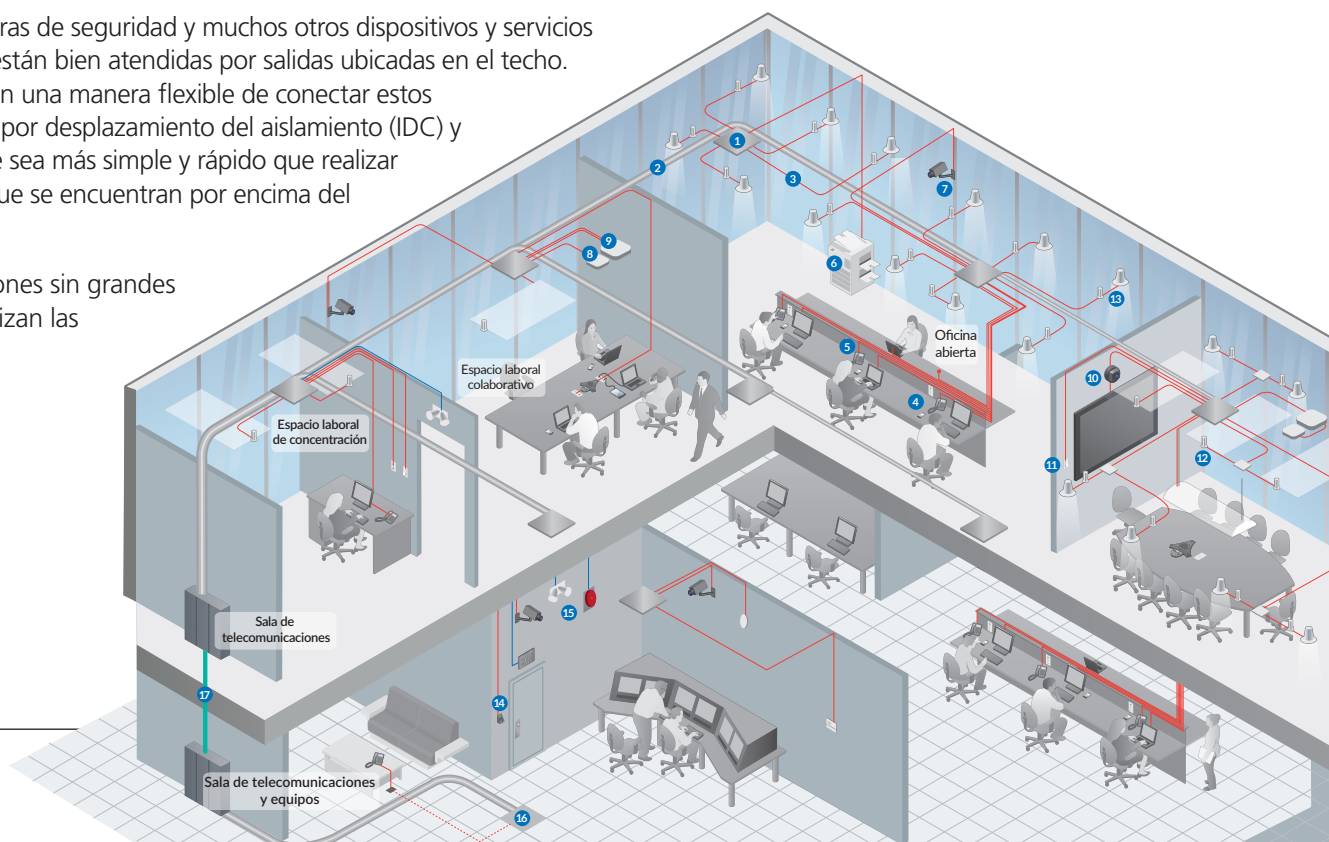 ras de seguridad y muchos otros dispositivos y servicios
están bien atendidas por salidas ubicadas en el techo.
n una manera flexible de conectar estos
por desplazamiento del aislamiento (IDC) y
e sea más simple y rápido que realizar
ue se encuentran por encima del
ones sin grandes
izan las
1
2
3
7
9
8
6
13
Oficina
abierta
5
Espacio laboral
colaborativo
10
4
Espacio laboral
de concentración
12
11
15
Sala de
telecomunicaciones
17
14
Sala de telecomunicaciones
y equipos
16